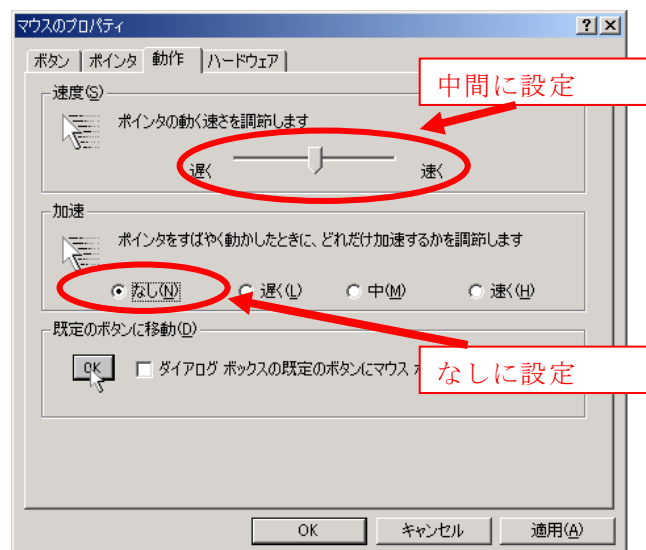 マウスのプロパティ
ボタン ポインタ 動作 ハードウェア
中間に設定
速度(S)
ポインタの動く速さを調節します
遅く 速く
加速
ポインタをすばやく動かしたときに、どれだけ加速するかを調節します
なし(N) 遅く(L) 中(M) 速く(H)
既定のボタンに移動(D)
OK ダイアログ ボックスの既定のボタンにマウス
なしに設定
OK キャンセル 適用(A)